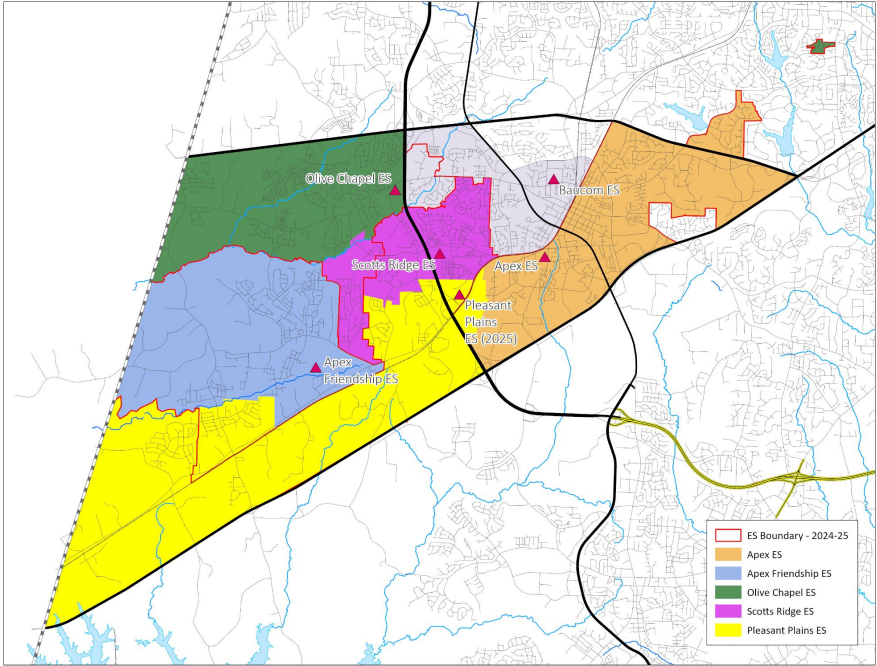 Olive Chapel ES
Baucom ES
Scotts Ridge ES
Apex ES
Pleasant
Plains
ES (2025)
Apex
Friendship ES
ES Boundary - 2024-25
Apex ES
Apex Friendship ES
Olive Chapel ES
Scotts Ridge ES
Pleasant Plains ES